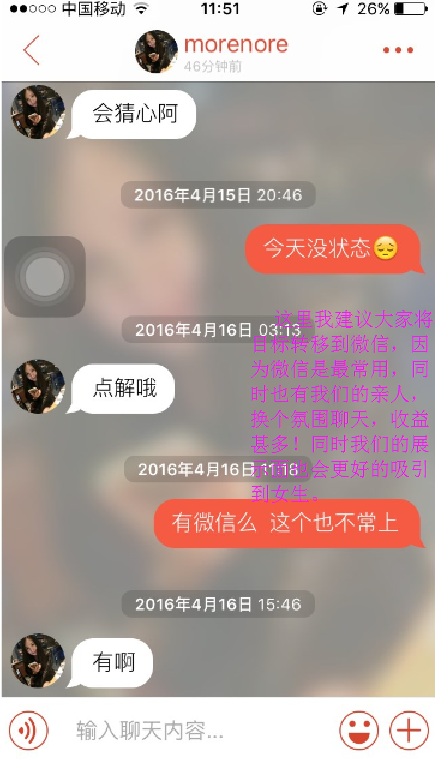 中国移动 11:51 26%
morenore
46分钟前
会猜心阿
2016年4月15日 20:46
今天没状态😔
2016年4月16日 03:13
这里我建议大家将
目标转移到微信，因
为微信是最常用，同
时也有我们的亲人，
换个氛围聊天，收益
甚多！同时我们的展
会更好的吸引
到女生。
点解哦
2016年4月16日 11:18
有微信么 这个也不常上
2016年4月16日 15:46
有啊
输入聊天内容...